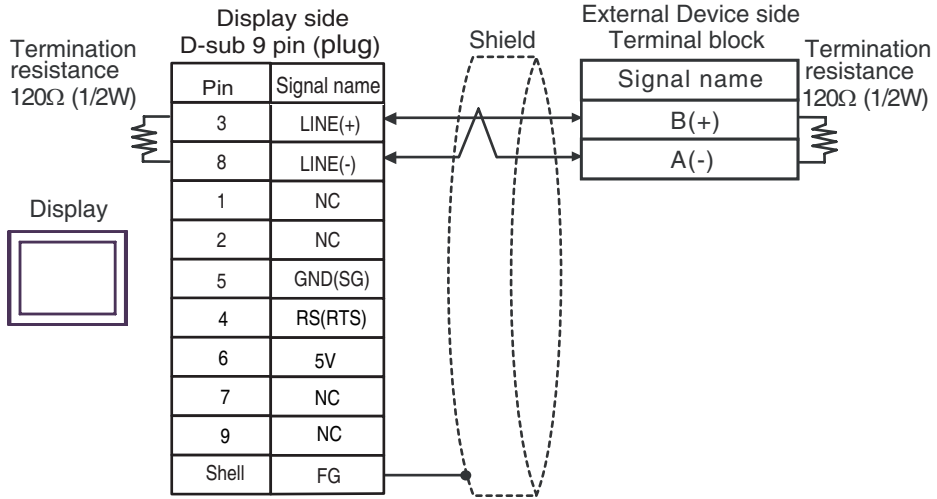 Display side
D-sub 9 pin (plug)
Shield
External Device side
Terminal block
Termination
resistance
120Ω (1/2W)
Termination
resistance
120Ω (1/2W)
Pin Signal name
3 LINE(+)
8 LINE(-)
1 NC
2 NC
5 GND(SG)
4 RS(RTS)
6 5V
7 NC
9 NC
Shell FG
Signal name
B(+)
A(-)
Display